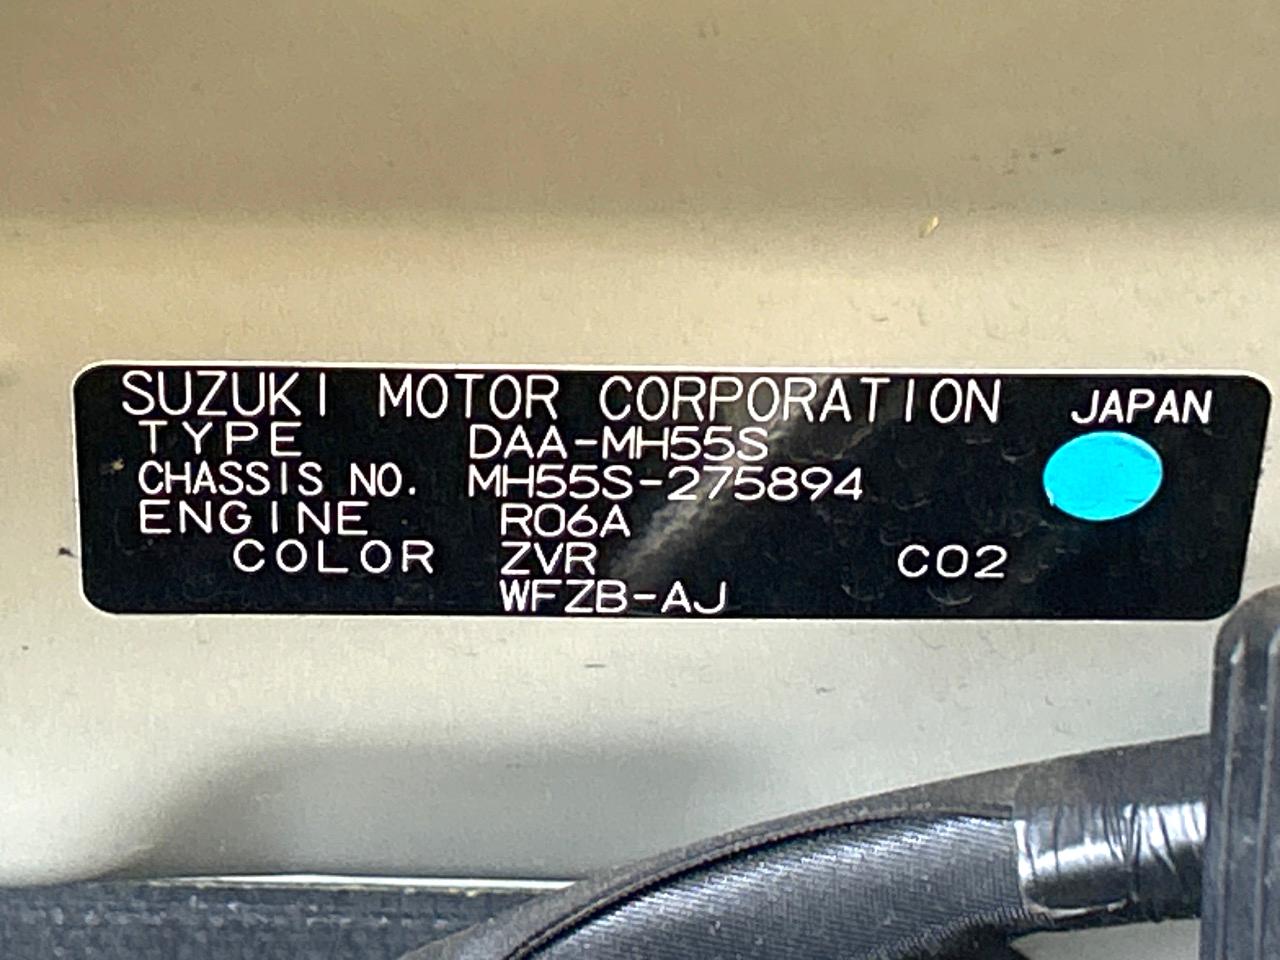 SUZUKI MOTOR CORPORATION JAPAN
TYPE DAA-MH55S
CHASSIS NO. MH55S-275894
ENGINE R06A
COLOR ZVR C02
WFZB-AJ